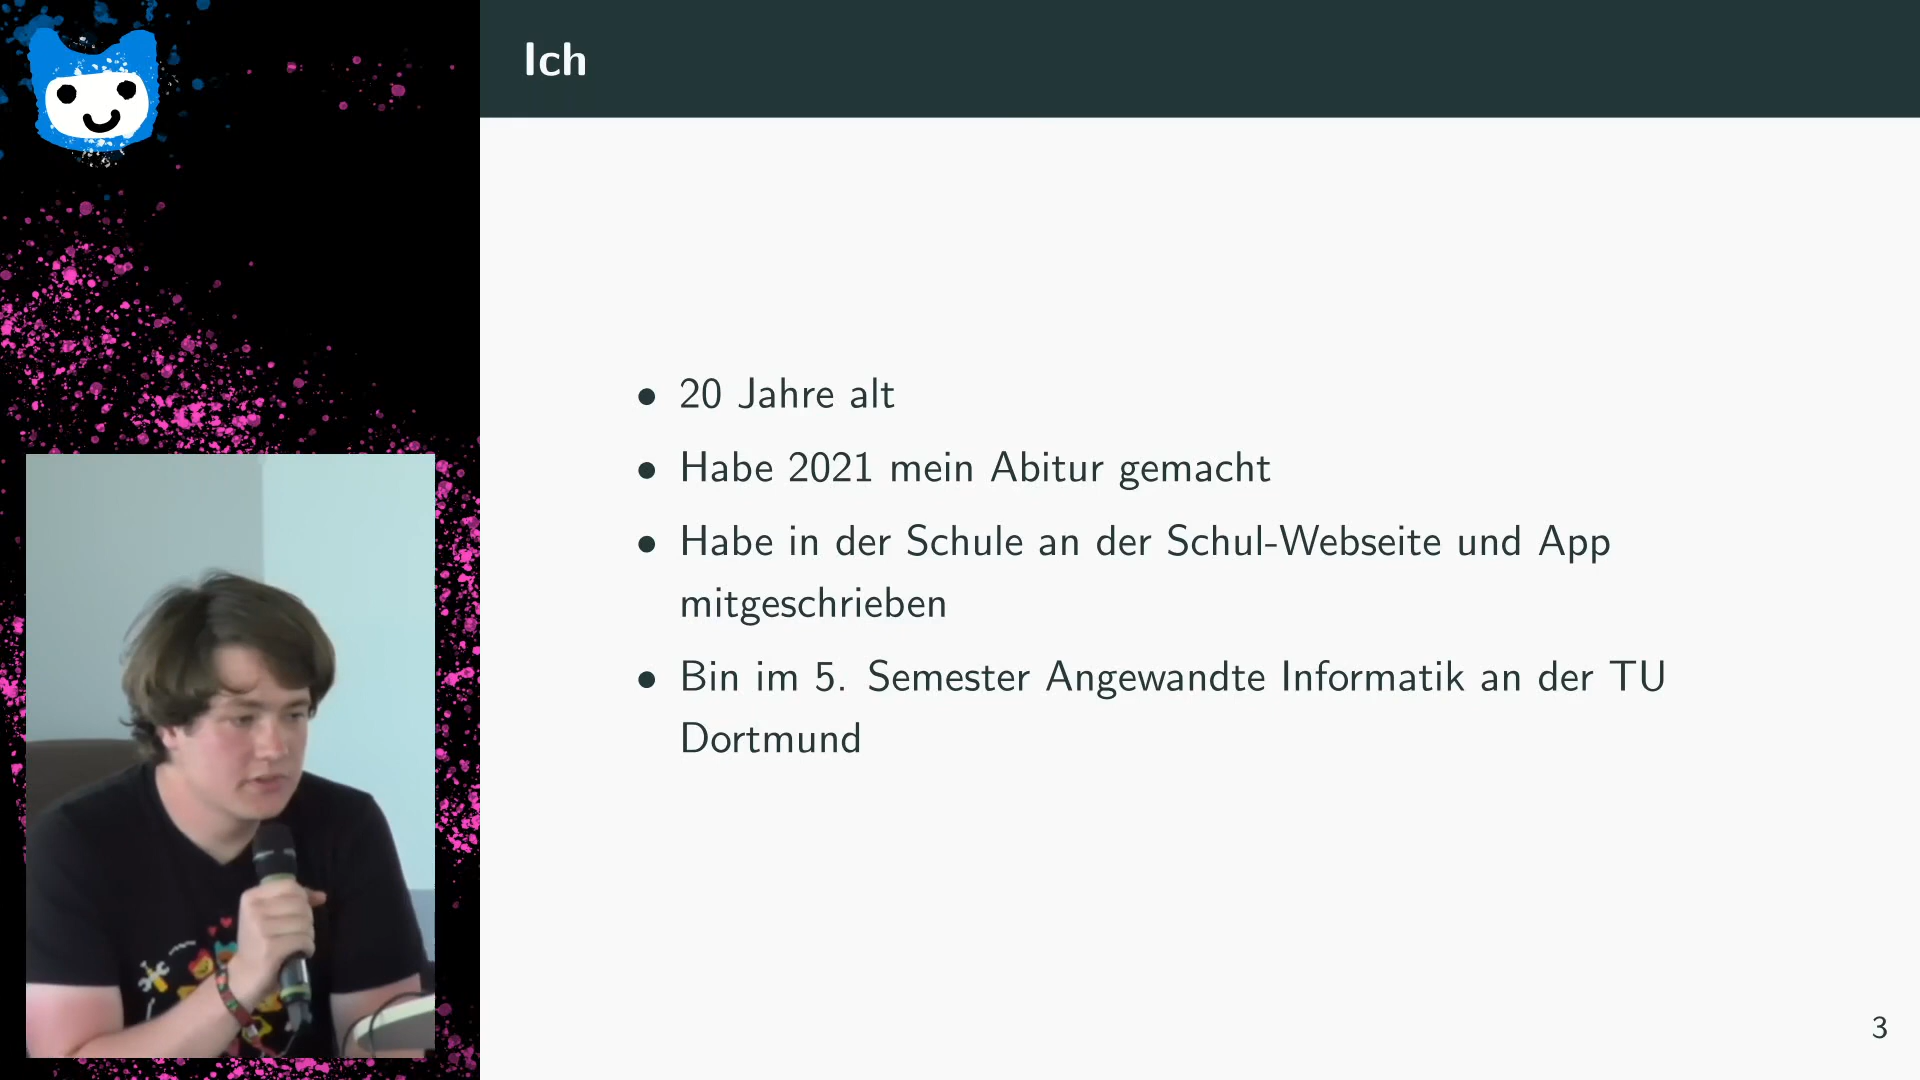 Ich
• 20 Jahre alt
• Habe 2021 mein Abitur gemacht
• Habe in der Schule an der Schul-Webseite und App
mitgeschrieben
• Bin im 5. Semester Angewandte Informatik an der TU
Dortmund
3